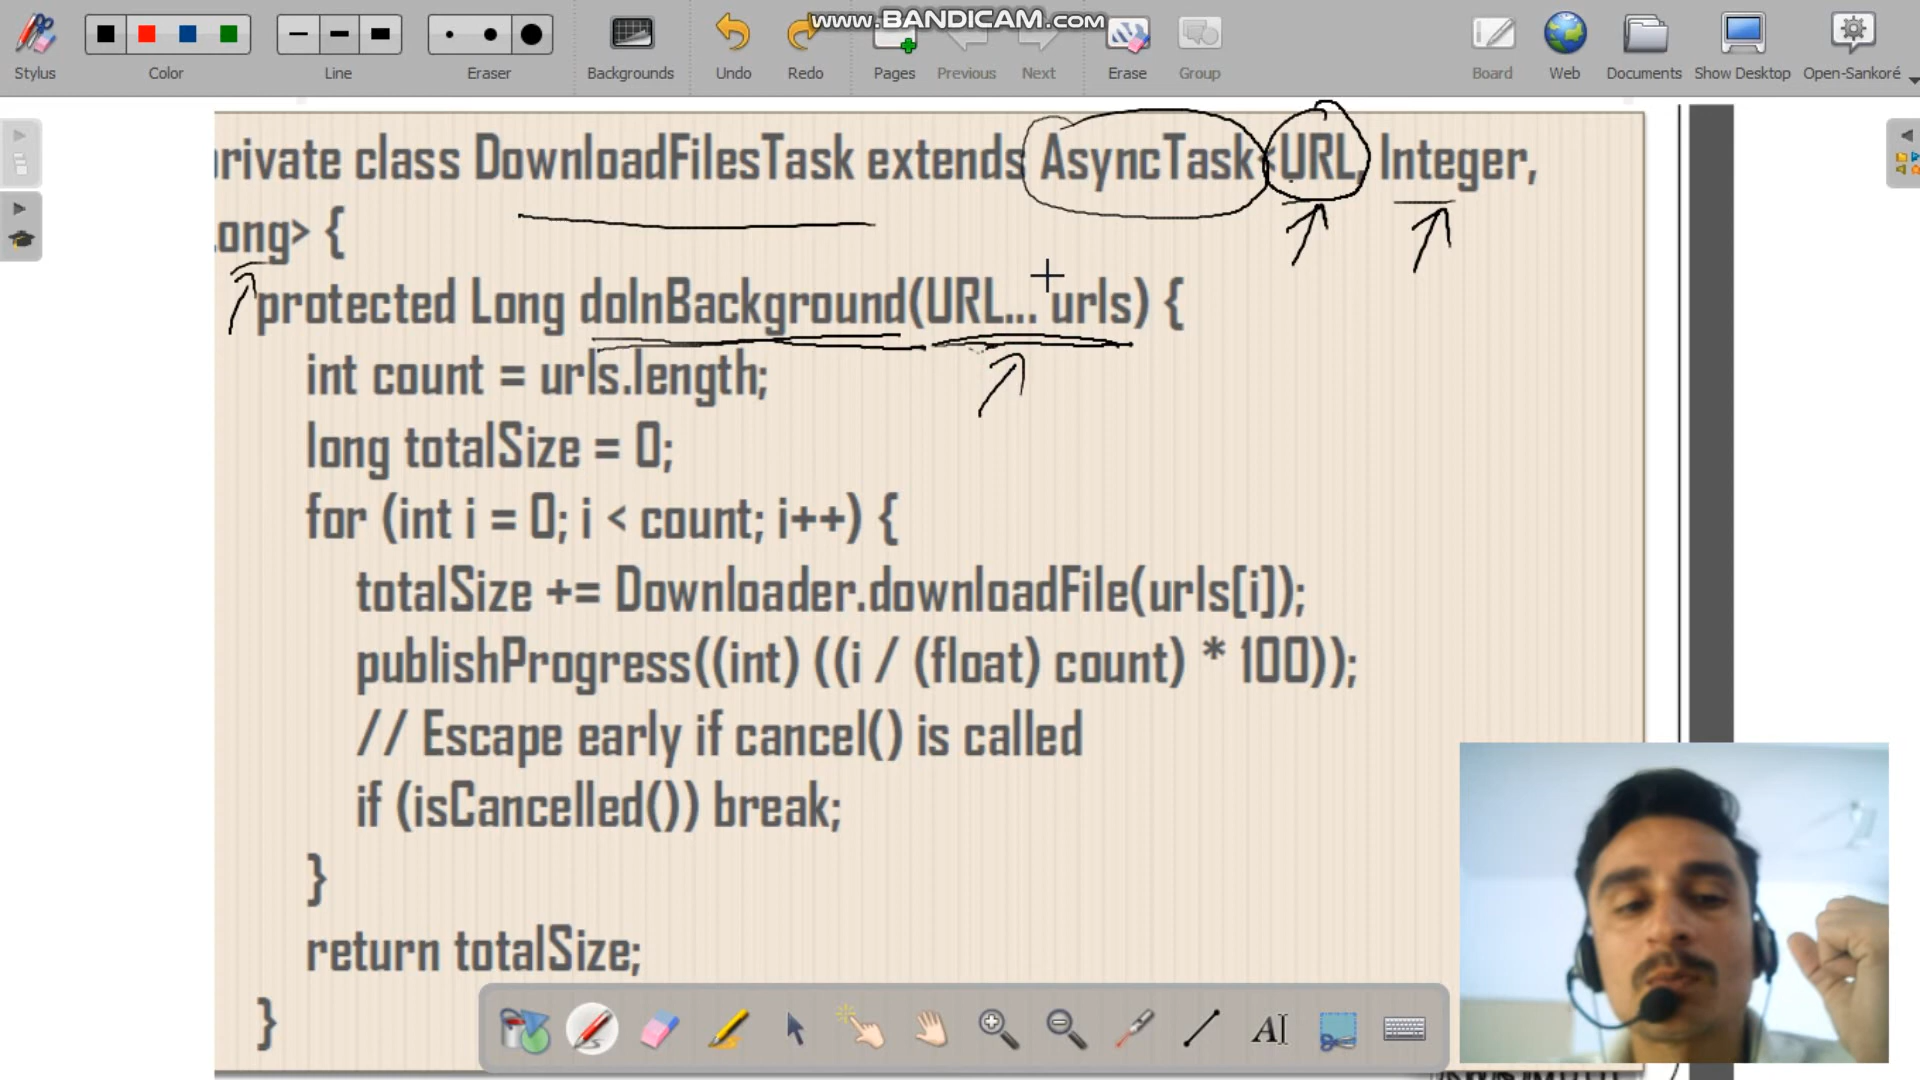 www.BANDICAM.com
Stylus Color Line Eraser Backgrounds Undo Redo Pages Previous Next Erase Group Board Web Documents Show Desktop Open-Sankoré
rivate class DownloadFilesTask extends AsyncTask<URL, Integer,
ong> {
protected Long doInBackground(URL... urls) {
int count = urls.length;
long totalSize = 0;
for (int i = 0; i < count; i++) {
totalSize += Downloader.downloadFile(urls[i]);
publishProgress((int) ((i / (float) count) * 100));
// Escape early if cancel() is called
if (isCancelled()) break;
}
return totalSize;
}
AI